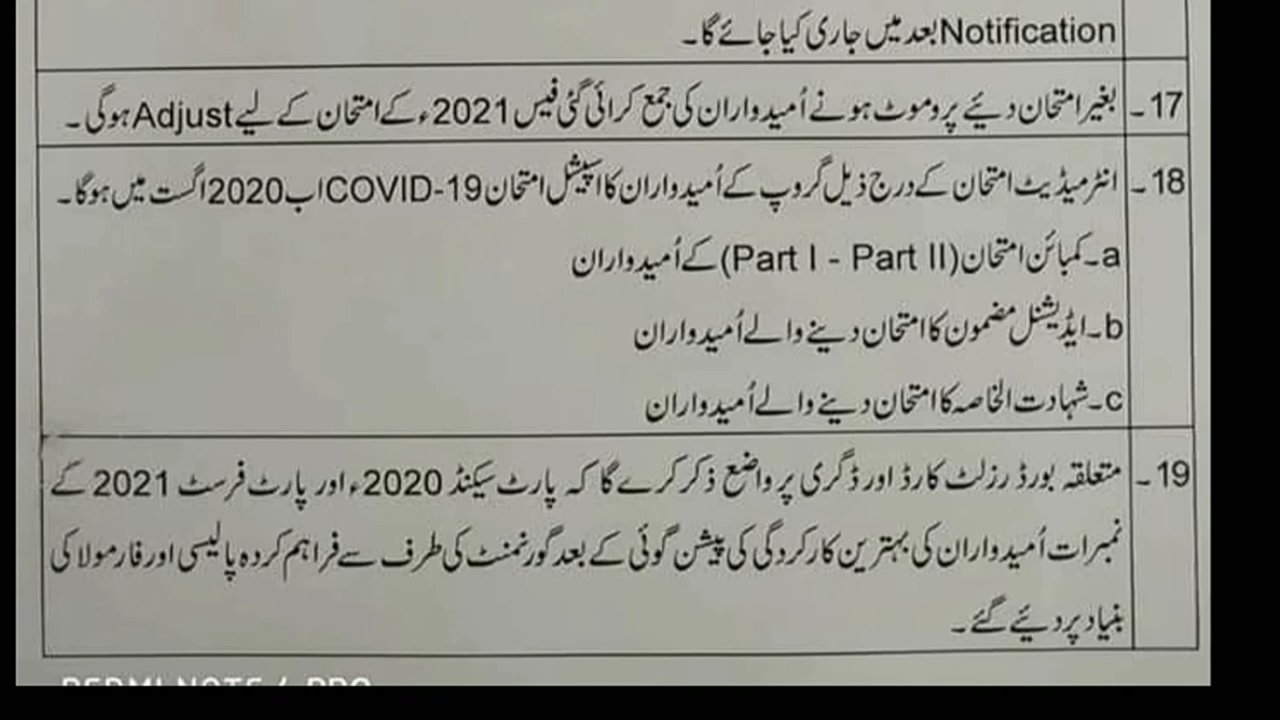 Notification بعد میں جاری کیا جائے گا۔
17۔ بغیر امتحان دئیے پروموٹ ہونے اُمیدواران کی جمع کرائی گئی فیس 2021ء کے امتحان کے لیے Adjust ہوگی۔
18۔ انٹرمیڈیٹ امتحان کے درج ذیل گروپ کے اُمیدواران کا اسپیشل امتحان COVID-19 اب 2020 اگست میں ہوگا۔
a۔ کمبائن امتحان (Part I - Part II) کے اُمیدواران
b۔ ایڈیشنل مضمون کا امتحان دینے والے اُمیدواران
c۔ شہادت الخاصہ کا امتحان دینے والے اُمیدواران
19۔ متعلقہ بورڈ رزلٹ کارڈ اور ڈگری پر واضع ذکر کرے گا کہ پارٹ سیکنڈ 2020ء اور پارٹ فرسٹ 2021 کے
نمبرات اُمیدواران کی بہترین کارکردگی کی پیشن گوئی کے بعد گورنمنٹ کی طرف سے فراہم کردہ پالیسی اور فارمولا کی
بنیاد پر دئیے گئے۔